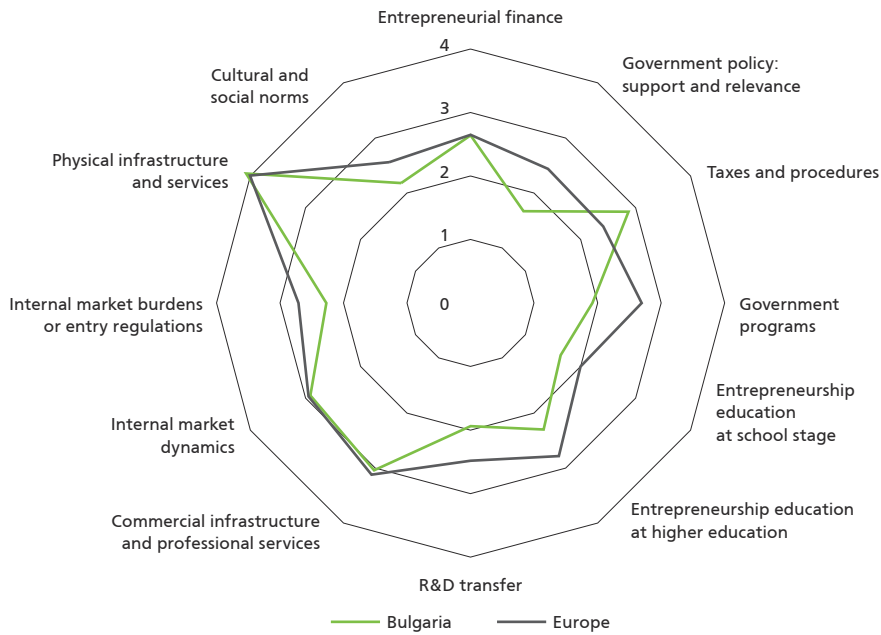 Entrepreneurial finance
4
Government policy:
support and relevance
Cultural and
social norms
3
Physical infrastructure
and services
2
Taxes and procedures
1
0
Internal market burdens
or entry regulations
Government
programs
Entrepreneurship
education
at school stage
Internal market
dynamics
Entrepreneurship education
at higher education
Commercial infrastructure
and professional services
R&D transfer
Bulgaria
Europe